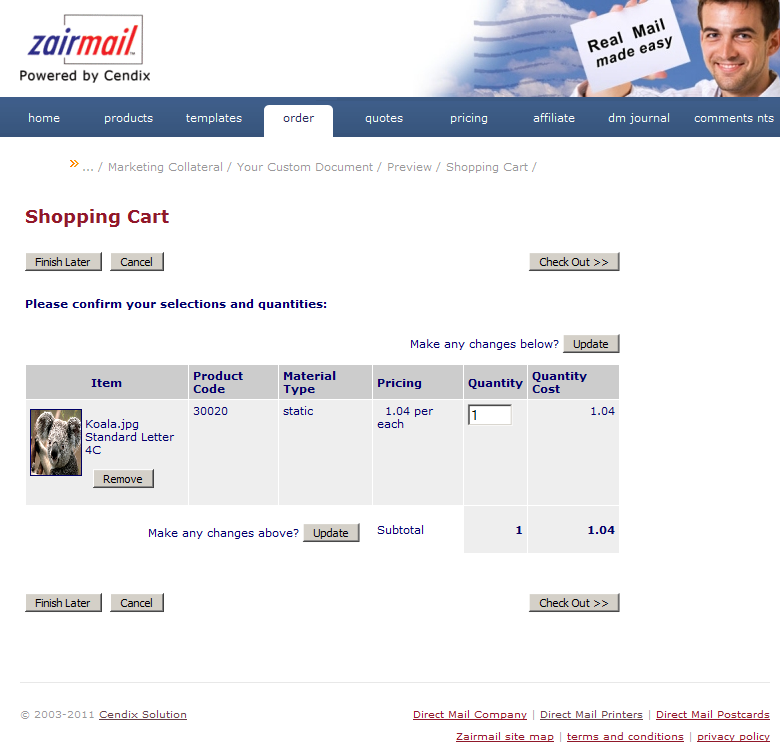 zairmail
Powered by Cendix
Real Mail
made easy
home products templates order quotes pricing affiliate dm journal comments nts
» ... / Marketing Collateral / Your Custom Document / Preview / Shopping Cart /
Shopping Cart
Finish Later Cancel Check Out >>
Please confirm your selections and quantities:
Make any changes below? Update
Item Product Code Material Type Pricing Quantity Quantity Cost
Koala.jpg Standard Letter 4C 30020 static 1.04 per each 1 1.04
Remove
Make any changes above? Update Subtotal 1 1.04
Finish Later Cancel Check Out >>
© 2003-2011 Cendix Solution Direct Mail Company | Direct Mail Printers | Direct Mail Postcards
Zairmail site map | terms and conditions | privacy policy